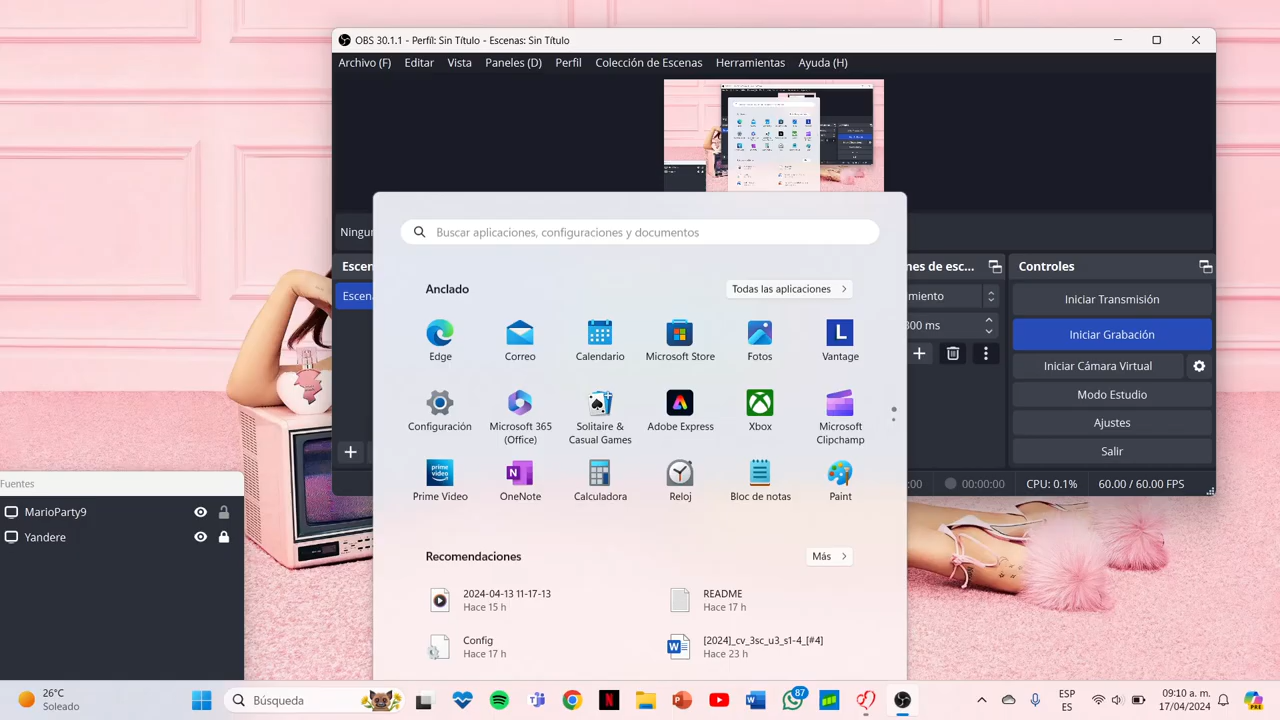 OBS 30.1.1 - Perfíl: Sin Título - Escenas: Sin Título
Archivo (F) Editar Vista Paneles (D) Perfil Colección de Escenas Herramientas Ayuda (H)
Buscar aplicaciones, configuraciones y documentos
Controles
Iniciar Transmisión
Iniciar Grabación
Iniciar Cámara Virtual
Modo Estudio
Ajustes
Salir
00:00:00 CPU: 0.1% 60.00 / 60.00 FPS
Anclado Todas las aplicaciones
Edge Correo Calendario Microsoft Store Fotos Vantage
Configuración Microsoft 365 (Office) Solitaire & Casual Games Adobe Express Xbox Microsoft Clipchamp
Prime Video OneNote Calculadora Reloj Bloc de notas Paint
Recomendaciones Más
2024-04-13 11-17-13
Hace 15 h
README
Hace 17 h
Config
Hace 17 h
[2024]_cv_3sc_u3_s1-4_[#4]
Hace 23 h
Fuentes
MarioParty9
Yandere
26°C
Soleado
Búsqueda
87
ESP
ES
09:10 a. m.
17/04/2024